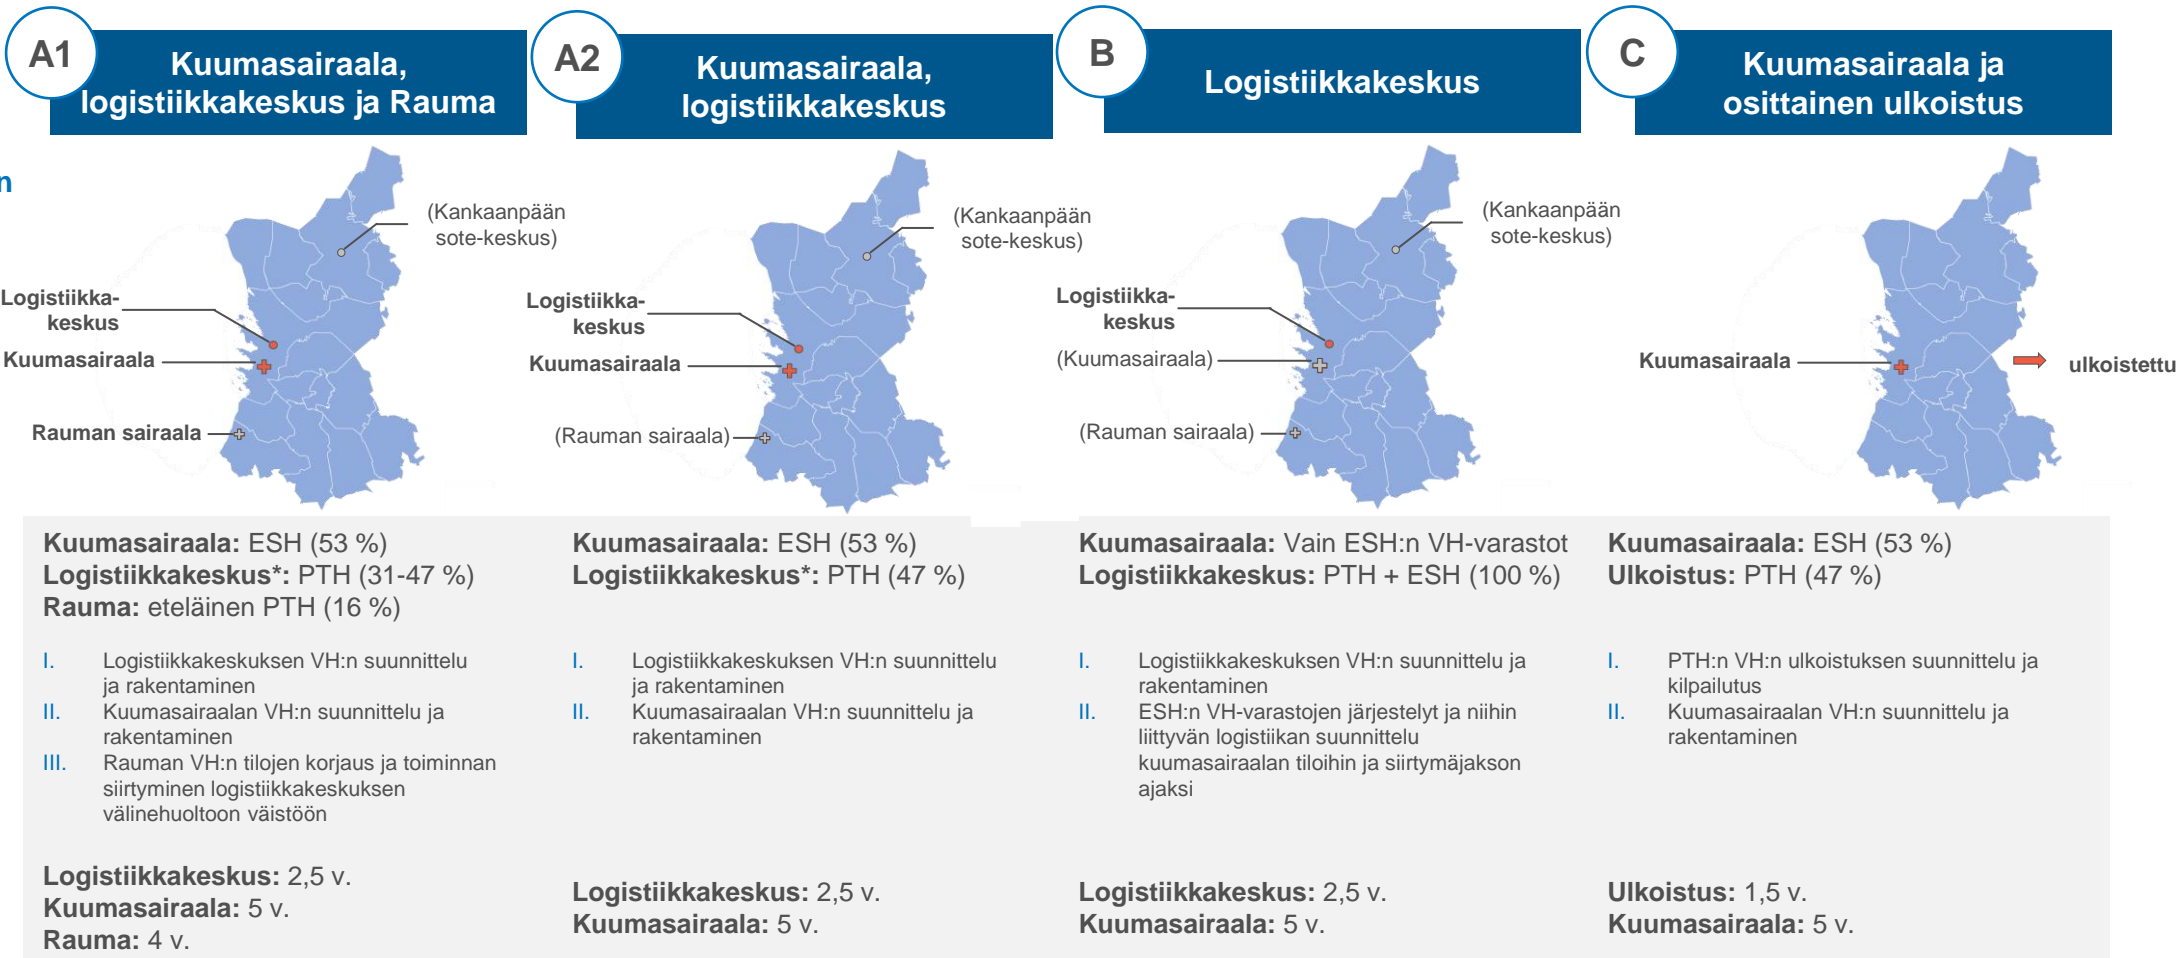 A1
Kuumasairaala,
logistiikkakeskus ja Rauma
n
(Kankaanpään
sote-keskus)
Logistiikka-
keskus
Kuumasairaala
Rauman sairaala
Kuumasairaala: ESH (53 %)
Logistiikkakeskus*: PTH (31-47 %)
Rauma: eteläinen PTH (16 %)
I. Logistiikkakeskuksen VH:n suunnittelu
ja rakentaminen
II. Kuumasairaalan VH:n suunnittelu ja
rakentaminen
III. Rauman VH:n tilojen korjaus ja toiminnan
siirtyminen logistiikkakeskuksen
välinehuoltoon väistöön
Logistiikkakeskus: 2,5 v.
Kuumasairaala: 5 v.
Rauma: 4 v.
A2
Kuumasairaala,
logistiikkakeskus
(Kankaanpään
sote-keskus)
Logistiikka-
keskus
Kuumasairaala
(Rauman sairaala)
Kuumasairaala: ESH (53 %)
Logistiikkakeskus*: PTH (47 %)
I. Logistiikkakeskuksen VH:n suunnittelu
ja rakentaminen
II. Kuumasairaalan VH:n suunnittelu ja
rakentaminen
Logistiikkakeskus: 2,5 v.
Kuumasairaala: 5 v.
B
Logistiikkakeskus
(Kankaanpään
sote-keskus)
Logistiikka-
keskus
(Kuumasairaala)
(Rauman sairaala)
Kuumasairaala: Vain ESH:n VH-varastot
Logistiikkakeskus: PTH + ESH (100 %)
I. Logistiikkakeskuksen VH:n suunnittelu ja
rakentaminen
II. ESH:n VH-varastojen järjestelyt ja niihin
liittyvän logistiikan suunnittelu
kuumasairaalan tiloihin ja siirtymäjakson
ajaksi
Logistiikkakeskus: 2,5 v.
Kuumasairaala: 5 v.
C
Kuumasairaala ja
osittainen ulkoistus
Kuumasairaala
ulkoistettu
Kuumasairaala: ESH (53 %)
Ulkoistus: PTH (47 %)
I. PTH:n VH:n ulkoistuksen suunnittelu ja
kilpailutus
II. Kuumasairaalan VH:n suunnittelu ja
rakentaminen
Ulkoistus: 1,5 v.
Kuumasairaala: 5 v.